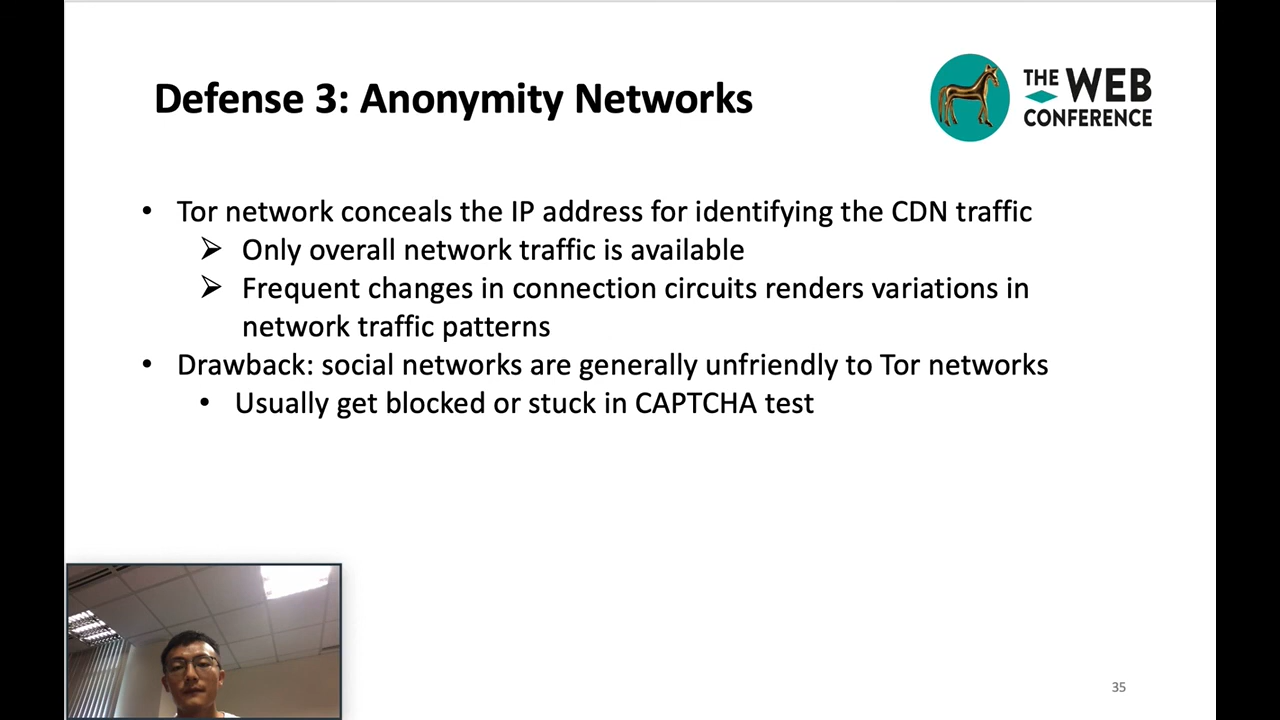 Defense 3: Anonymity Networks
THE WEB
CONFERENCE
• Tor network conceals the IP address for identifying the CDN traffic
➢ Only overall network traffic is available
➢ Frequent changes in connection circuits renders variations in
network traffic patterns
• Drawback: social networks are generally unfriendly to Tor networks
• Usually get blocked or stuck in CAPTCHA test
35